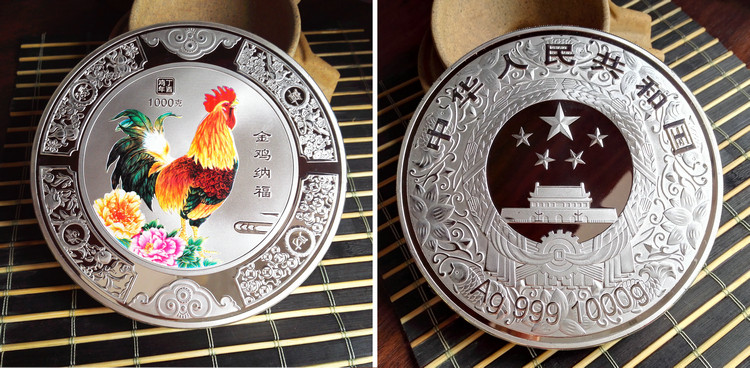 丁酉
鸡年
1000克
金鸡纳福
中华人民共和国
Ag 999 1000g